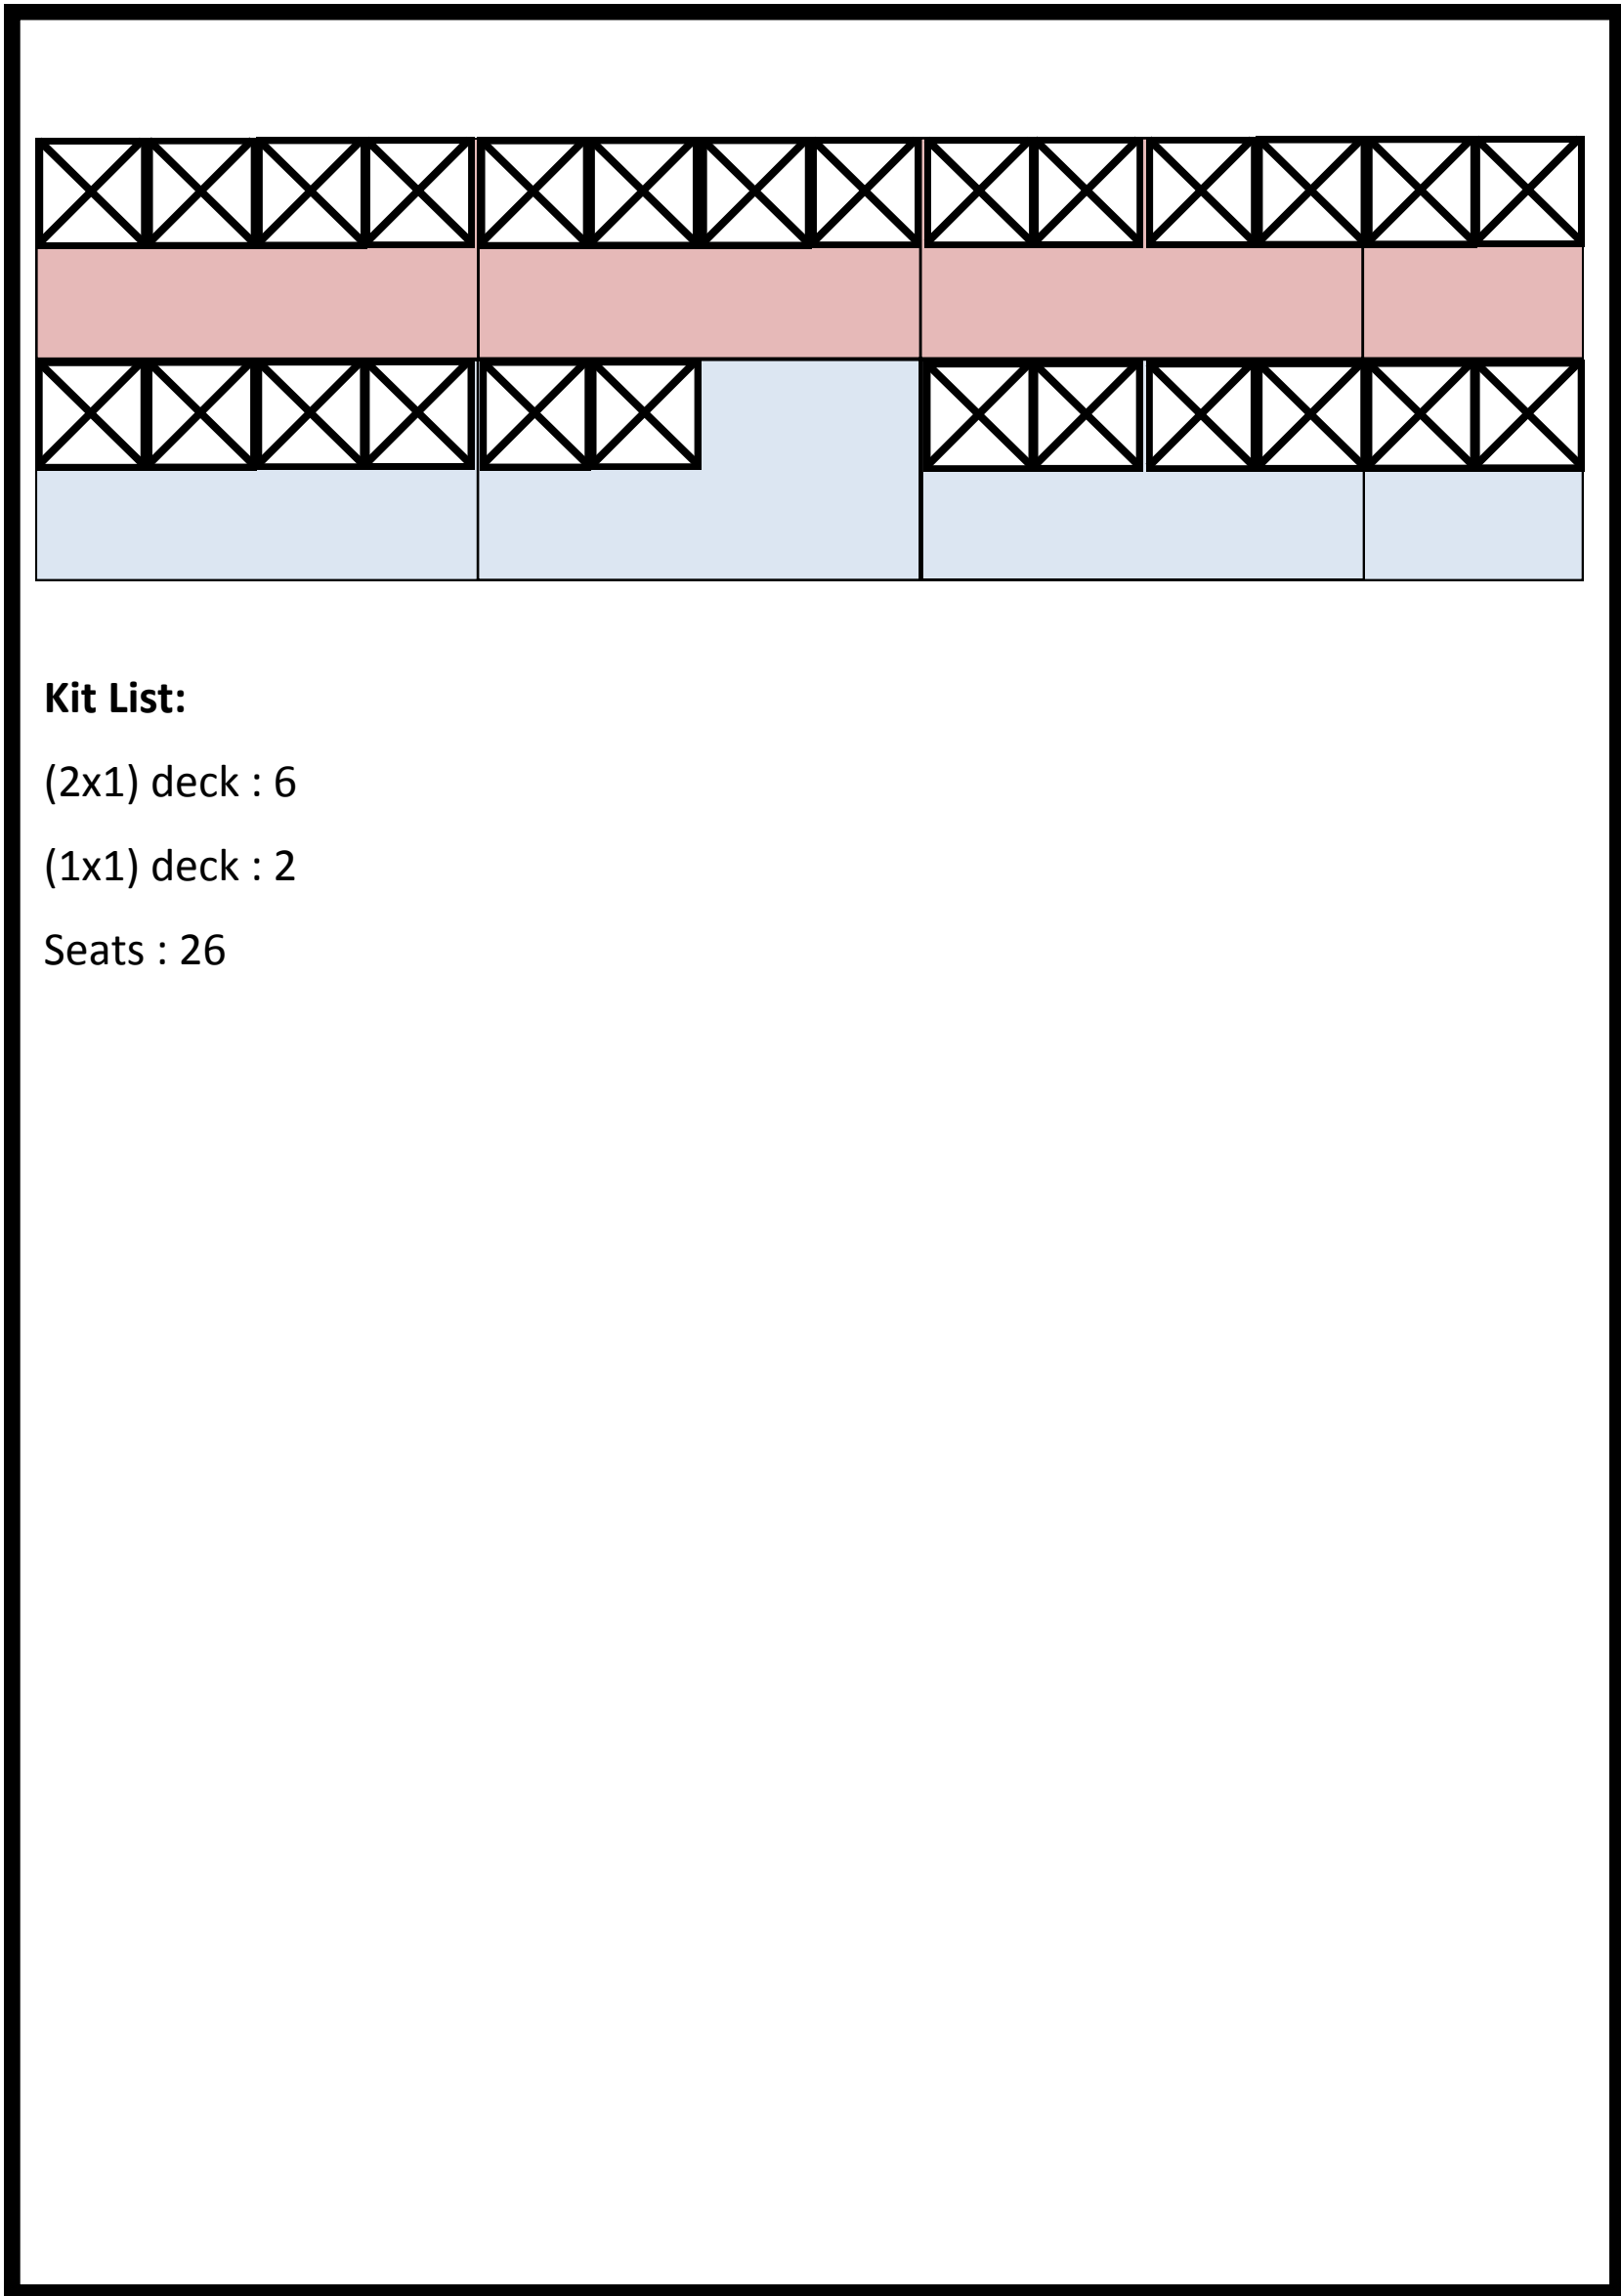 Kit List:
(2x1) deck : 6
(1x1) deck : 2
Seats : 26